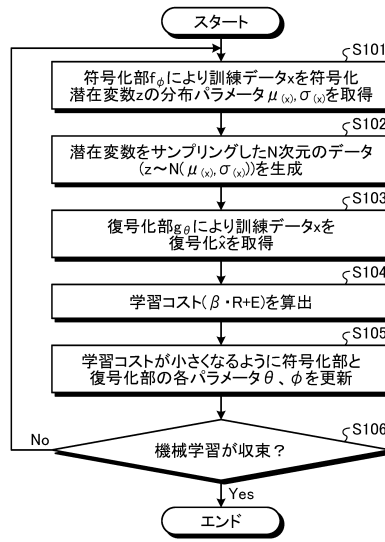 スタート
S101
符号化部fφにより訓練データxを符号化
潜在変数zの分布パラメータμ(x),σ(x)を取得
S102
潜在変数をサンプリングしたN次元のデータ
(z~N(μ(x),σ(x)))を生成
S103
復号化部gθにより訓練データxを
復号化x̂を取得
S104
学習コスト(β・R+E)を算出
S105
学習コストが小さくなるように符号化部と
復号化部の各パラメータθ、φを更新
S106
機械学習が収束？
No
Yes
エンド